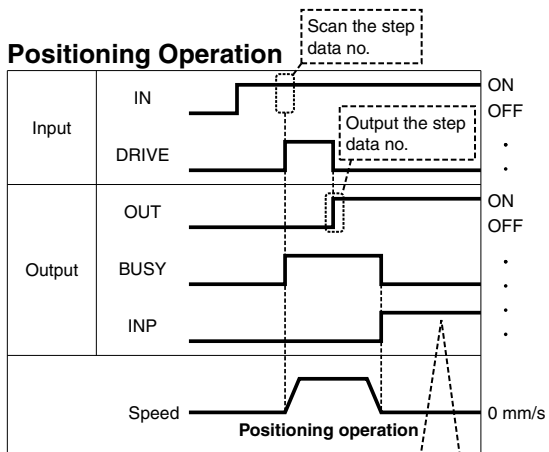 Positioning Operation
Scan the step
data no.
Input
IN
ON
OFF
DRIVE
Output the step
data no.
Output
OUT
ON
OFF
BUSY
INP
Speed
0 mm/s
Positioning operation